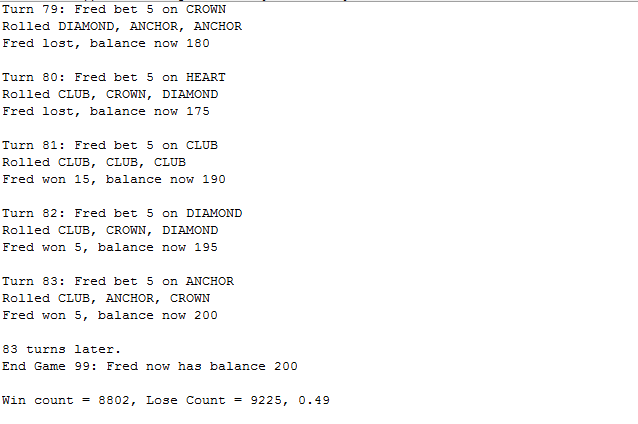 Turn 79: Fred bet 5 on CROWN
Rolled DIAMOND, ANCHOR, ANCHOR
Fred lost, balance now 180
Turn 80: Fred bet 5 on HEART
Rolled CLUB, CROWN, DIAMOND
Fred lost, balance now 175
Turn 81: Fred bet 5 on CLUB
Rolled CLUB, CLUB, CLUB
Fred won 15, balance now 190
Turn 82: Fred bet 5 on DIAMOND
Rolled CLUB, CROWN, DIAMOND
Fred won 5, balance now 195
Turn 83: Fred bet 5 on ANCHOR
Rolled CLUB, ANCHOR, CROWN
Fred won 5, balance now 200
83 turns later.
End Game 99: Fred now has balance 200
Win count = 8802, Lose Count = 9225, 0.49